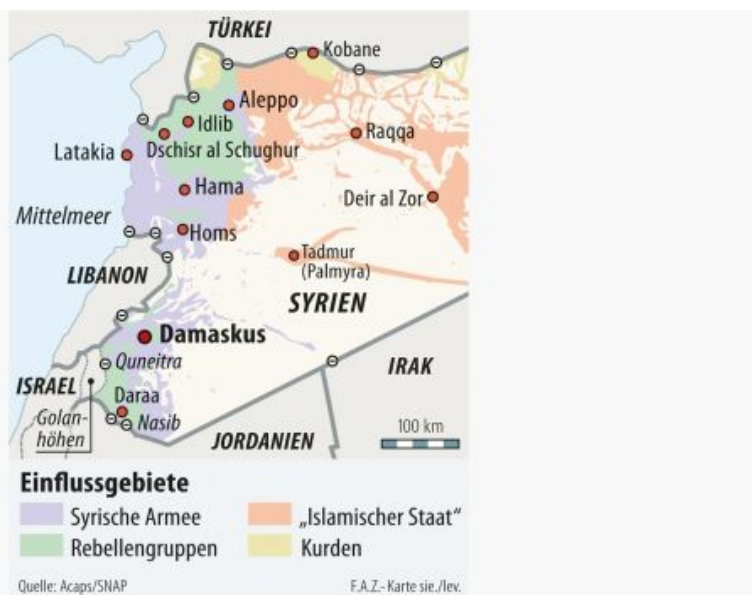 TÜRKEI
Kobane
Aleppo
Idlib
Raqqa
Latakia
Dschisr al Schughur
Hama
Deir al Zor
Mittelmeer
Homs
Tadmur
(Palmyra)
LIBANON
SYRIEN
Damaskus
Quneitra
IRAK
ISRAEL
Daraa
Golan-
höhen
Nasib
JORDANIEN
100 km
Einflussgebiete
Syrische Armee
„Islamischer Staat“
Rebellengruppen
Kurden
Quelle: Acaps/SNAP
F.A.Z.-Karte sie./lev.